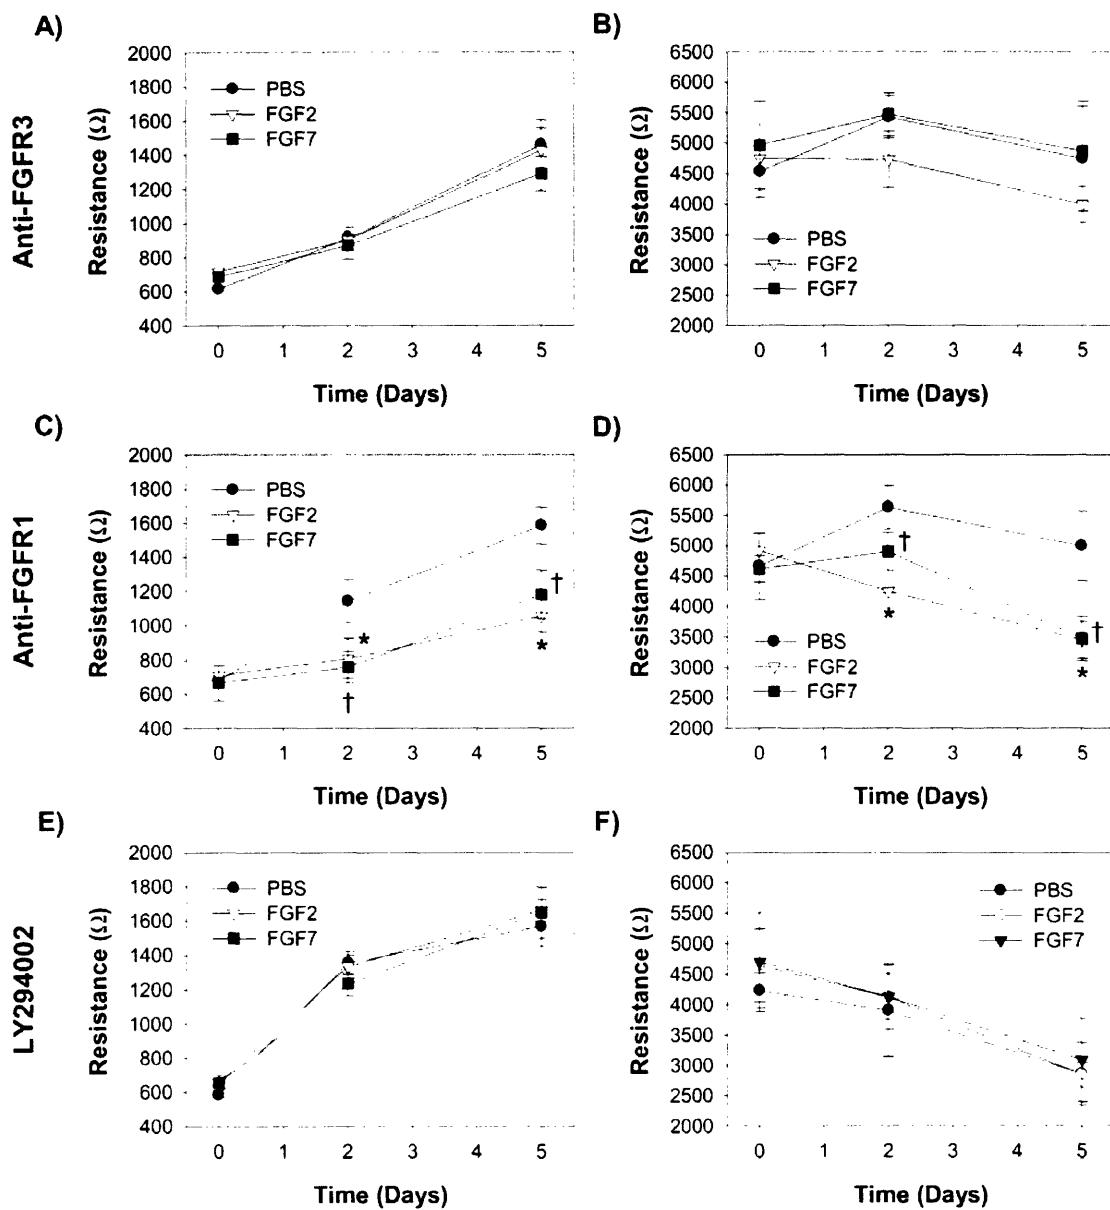 A)
Anti-FGFR3
Resistance (Ω)
2000
1800
1600
1400
1200
1000
800
600
400
PBS
FGF2
FGF7
0 1 2 3 4 5
Time (Days)
B)
Resistance (Ω)
6500
6000
5500
5000
4500
4000
3500
3000
2500
2000
PBS
FGF2
FGF7
0 1 2 3 4 5
Time (Days)
C)
Anti-FGFR1
Resistance (Ω)
2000
1800
1600
1400
1200
1000
800
600
400
PBS
FGF2
FGF7
†
*
†
*
0 1 2 3 4 5
Time (Days)
D)
Resistance (Ω)
6500
6000
5500
5000
4500
4000
3500
3000
2500
2000
PBS
FGF2
FGF7
†
*
†
*
0 1 2 3 4 5
Time (Days)
E)
LY294002
Resistance (Ω)
2000
1800
1600
1400
1200
1000
800
600
400
PBS
FGF2
FGF7
0 1 2 3 4 5
Time (Days)
F)
Resistance (Ω)
6500
6000
5500
5000
4500
4000
3500
3000
2500
2000
PBS
FGF2
FGF7
0 1 2 3 4 5
Time (Days)